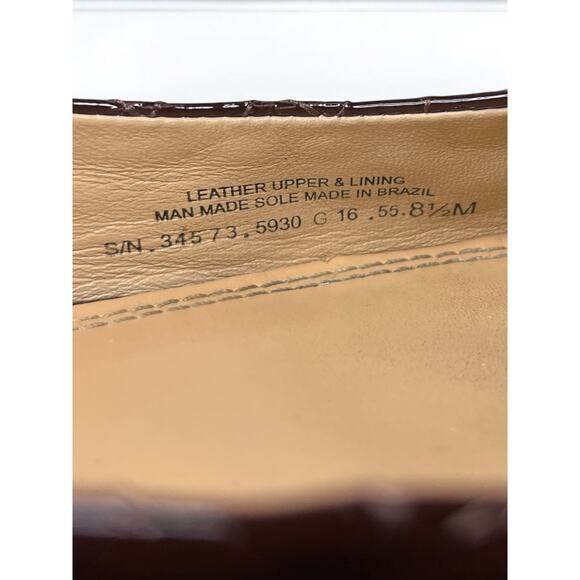 LEATHER UPPER & LINING
MAN MADE SOLE MADE IN BRAZIL
S/N.34573.5930 G 16 .55.8½M